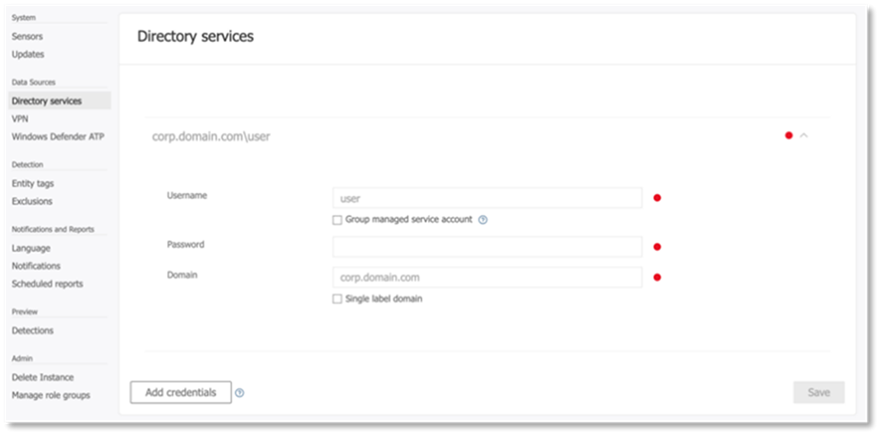 System
Sensors
Updates
Data Sources
Directory services
VPN
Windows Defender ATP
Detection
Entity tags
Exclusions
Notifications and Reports
Language
Notifications
Scheduled reports
Preview
Detections
Admin
Delete Instance
Manage role groups
Directory services
corp.domain.com\user
Username
user
Group managed service account ?
Password
Domain
corp.domain.com
Single label domain
Add credentials ?
Save